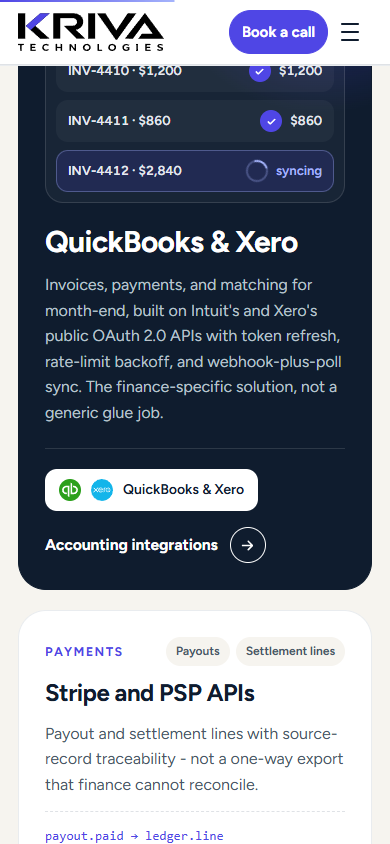 KRIVA
TECHNOLOGIES
Book a call
INV-4410 · $1,200
$1,200
INV-4411 · $860
$860
INV-4412 · $2,840
syncing
QuickBooks & Xero
Invoices, payments, and matching for
month-end, built on Intuit's and Xero's
public OAuth 2.0 APIs with token refresh,
rate-limit backoff, and webhook-plus-poll
sync. The finance-specific solution, not a
generic glue job.
qb
xero
QuickBooks & Xero
Accounting integrations
PAYMENTS
Payouts
Settlement lines
Stripe and PSP APIs
Payout and settlement lines with source-
record traceability - not a one-way export
that finance cannot reconcile.
payout.paid → ledger.line